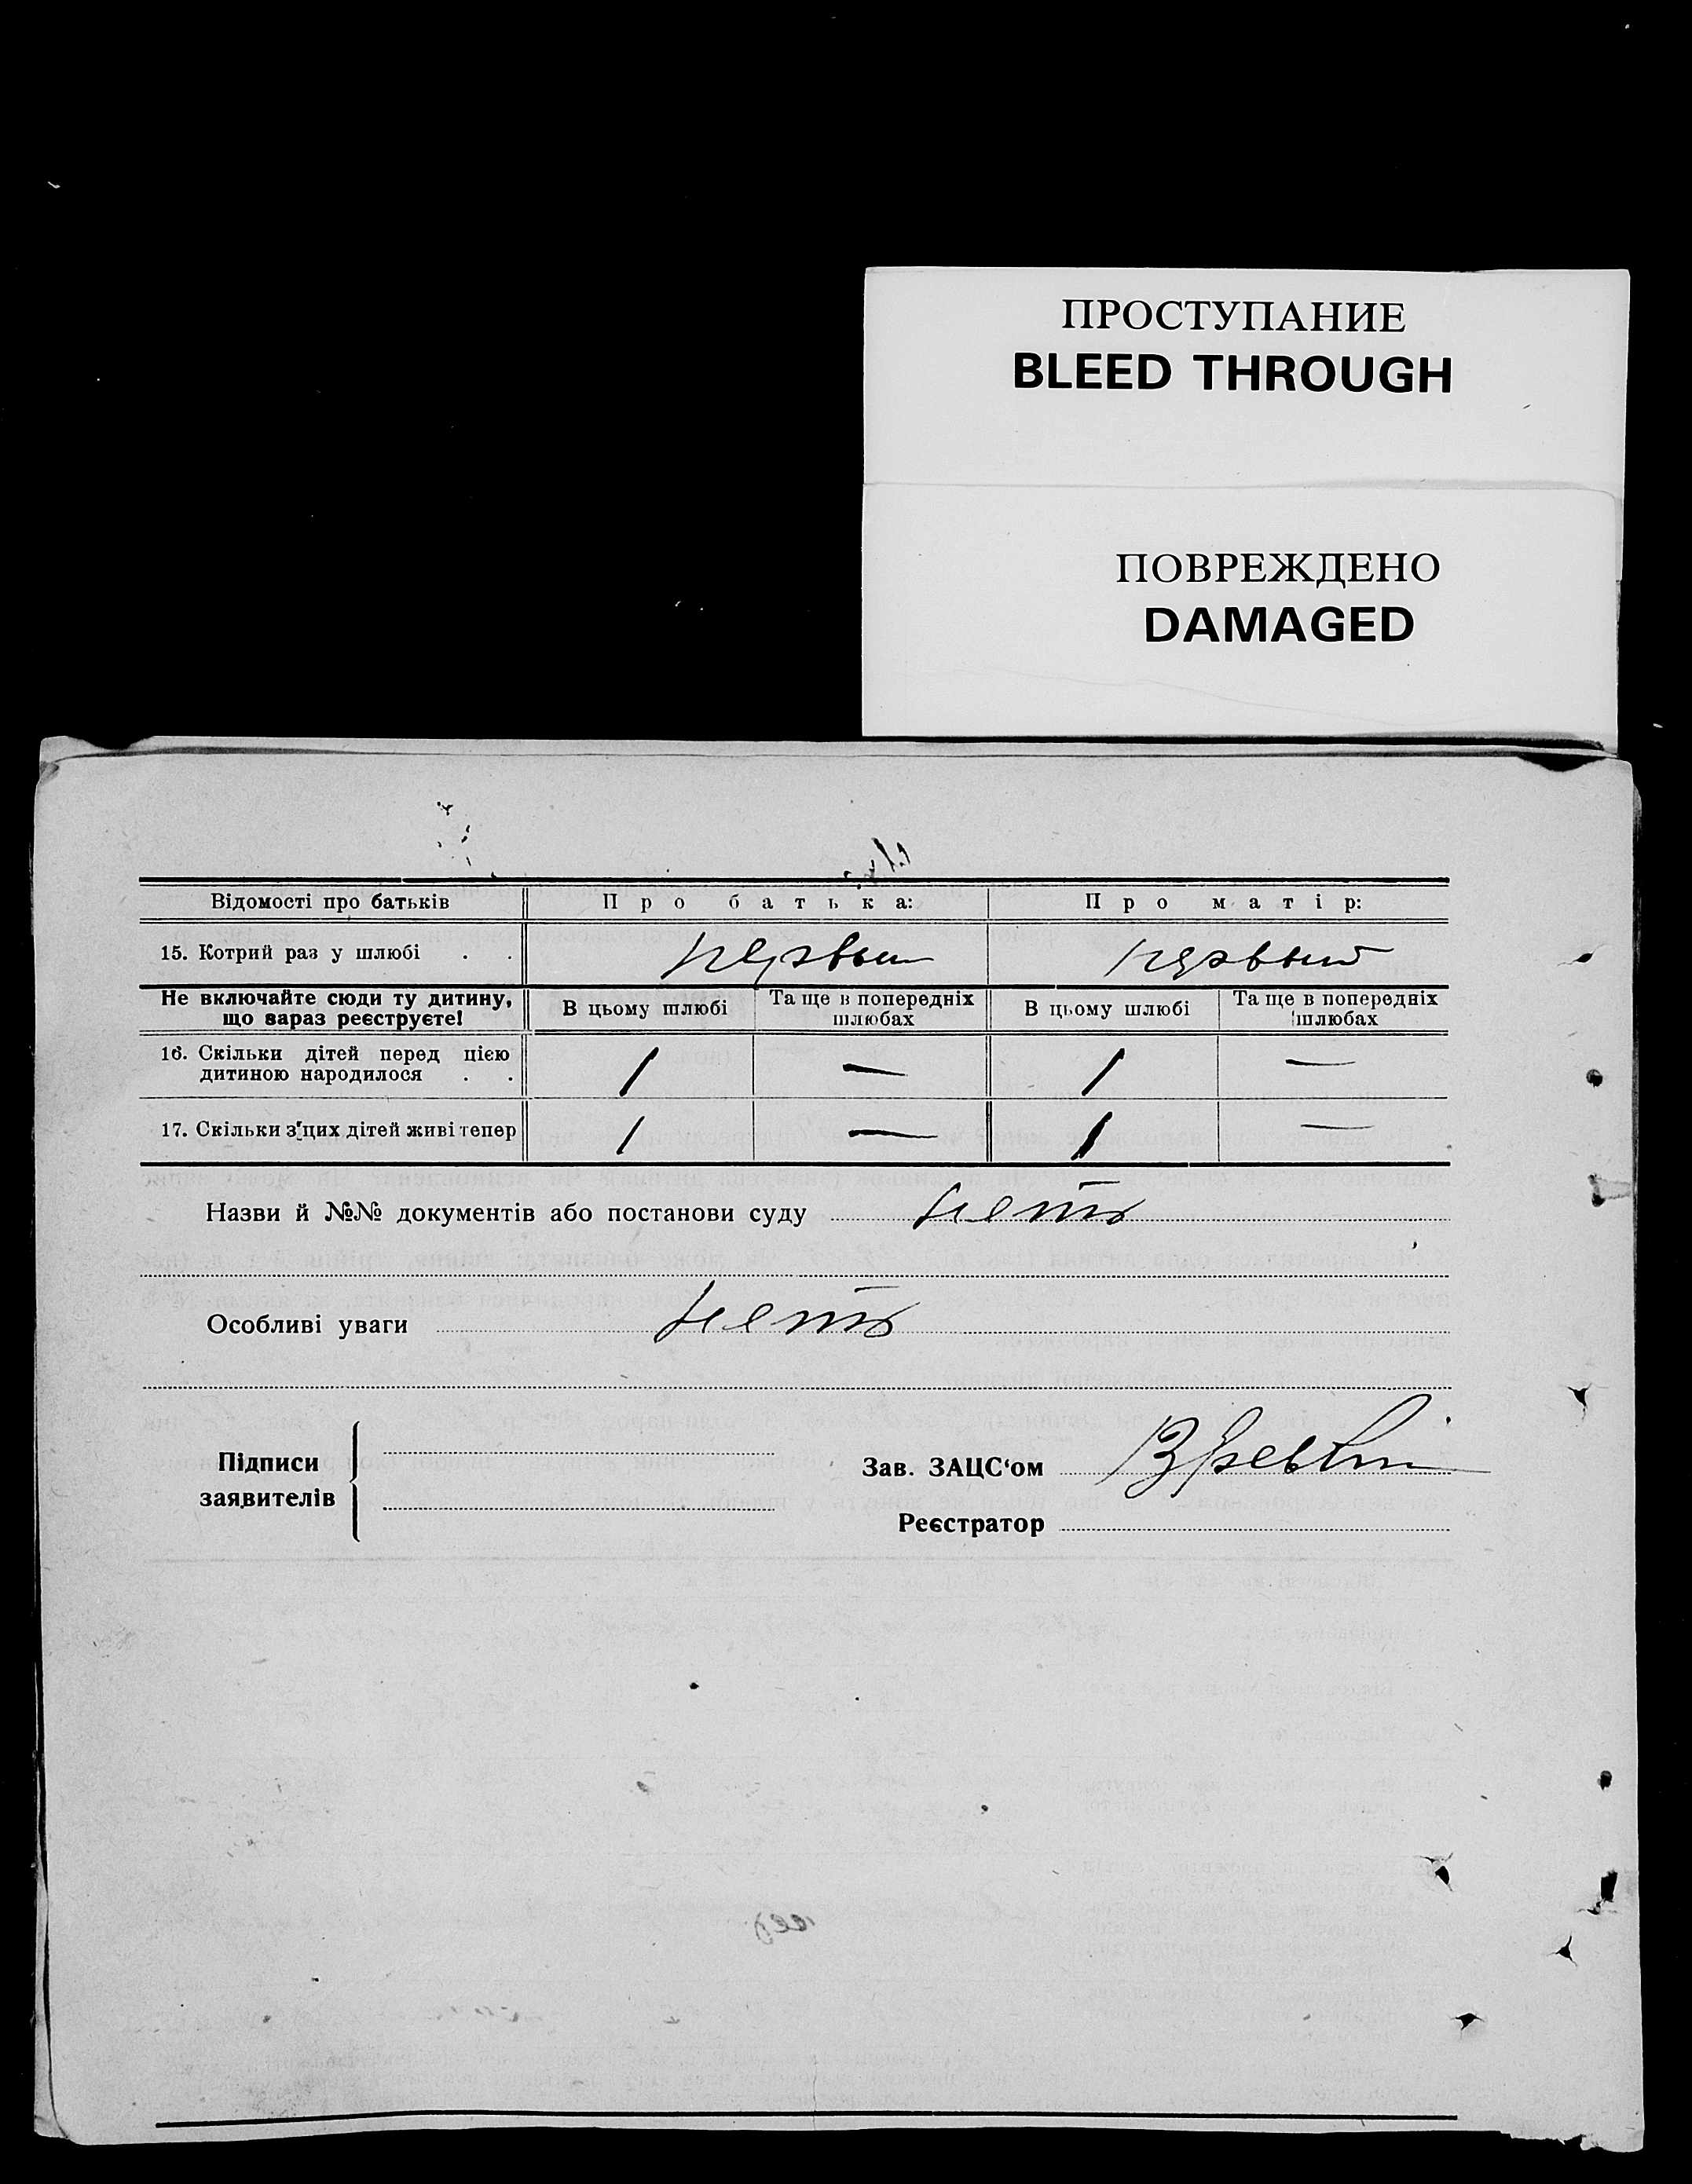 ПРОСТУПАНИЕ
BLEED THROUGH
ПОВРЕЖДЕНО
DAMAGED
Відомості про батьків Про батька: Про матір:
15. Котрий раз у шлюбі . . первый первый
Не включайте сюди ту дитину, що зараз реєструєте! В цьому шлюбі Та ще в попередніх шлюбах В цьому шлюбі Та ще в попередніх шлюбах
16. Скільки дітей перед цією дитиною народилося . . 1 — 1 —
17. Скільки з цих дітей живі тепер 1 — 1 —
Назви й №№ документів або постанови суду нетъ
Особливі уваги нетъ
Підписи заявителів
Зав. ЗАЦС‘ом
Реєстратор